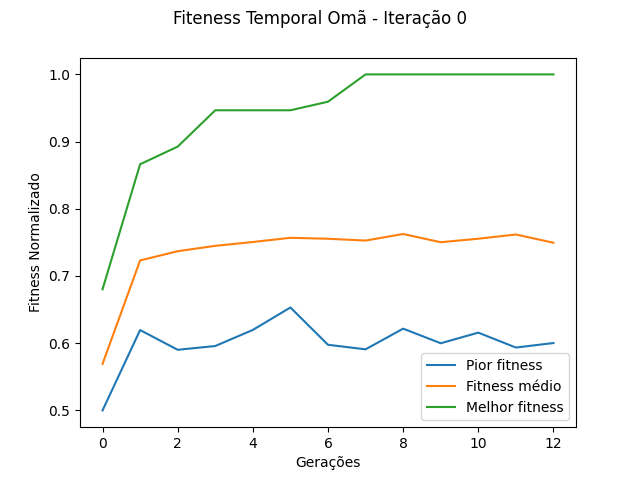 Fiteness Temporal Omã - Iteração 0
1.0
0.9
0.8
0.7
0.6
0.5
Fitness Normalizado
Pior fitness
Fitness médio
Melhor fitness
0 2 4 6 8 10 12
Gerações